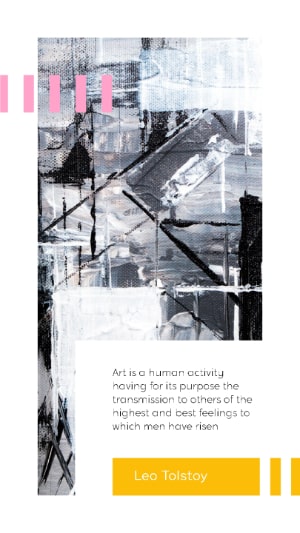 Art is a human activity
having for its purpose the
transmission to others of the
highest and best feelings to
which men have risen
Leo Tolstoy